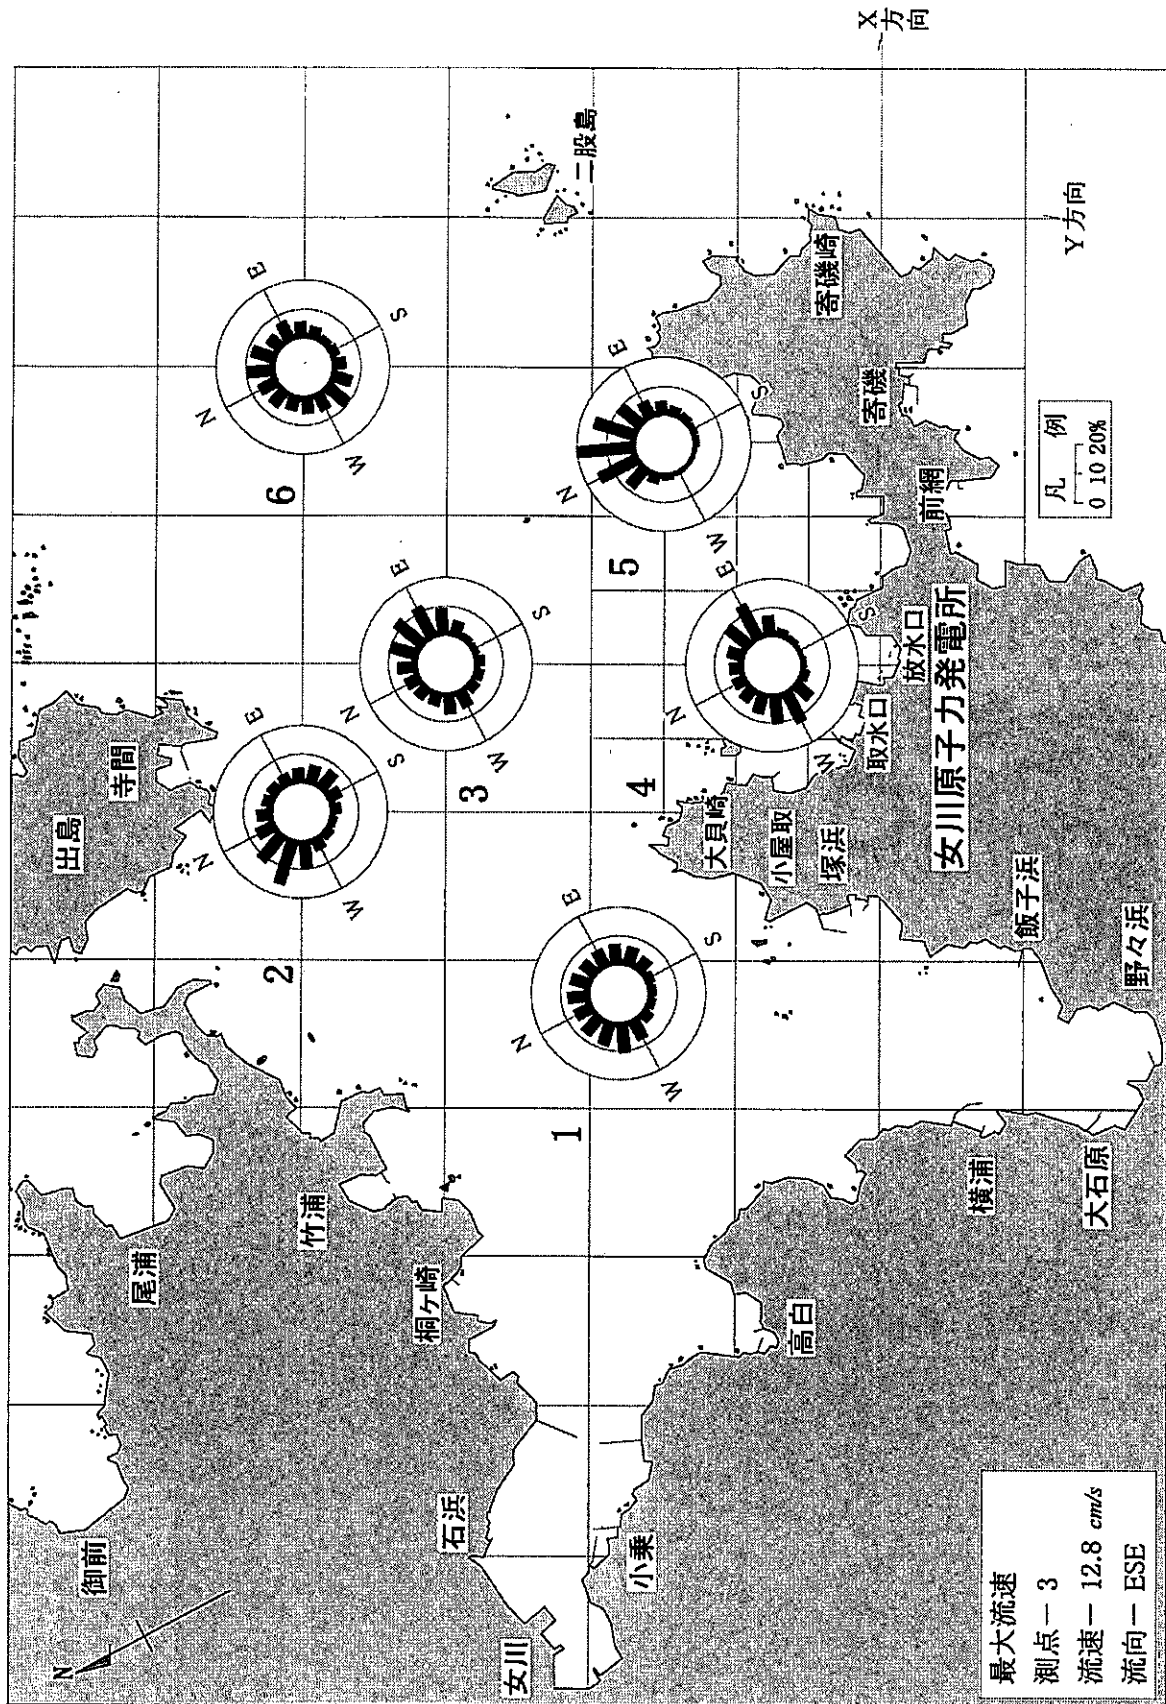 X方向
Y方向
二股島
寄磯崎
寄磯
前網
凡 例
0 10 20%
E
S
N
W
6
E
S
N
W
5
E
S
N
W
3
E
S
N
W
4
E
S
N
W
2
E
S
N
W
1
出島
寺間
大貝崎
小屋取
塚浜
取水口
放水口
女川原子力発電所
飯子浜
野々浜
尾浦
竹浦
桐ヶ崎
高白
横浦
大石原
御前
石浜
小乗
女川
N
最大流速
測点－3
流速－12.8 cm/s
流向－ESE